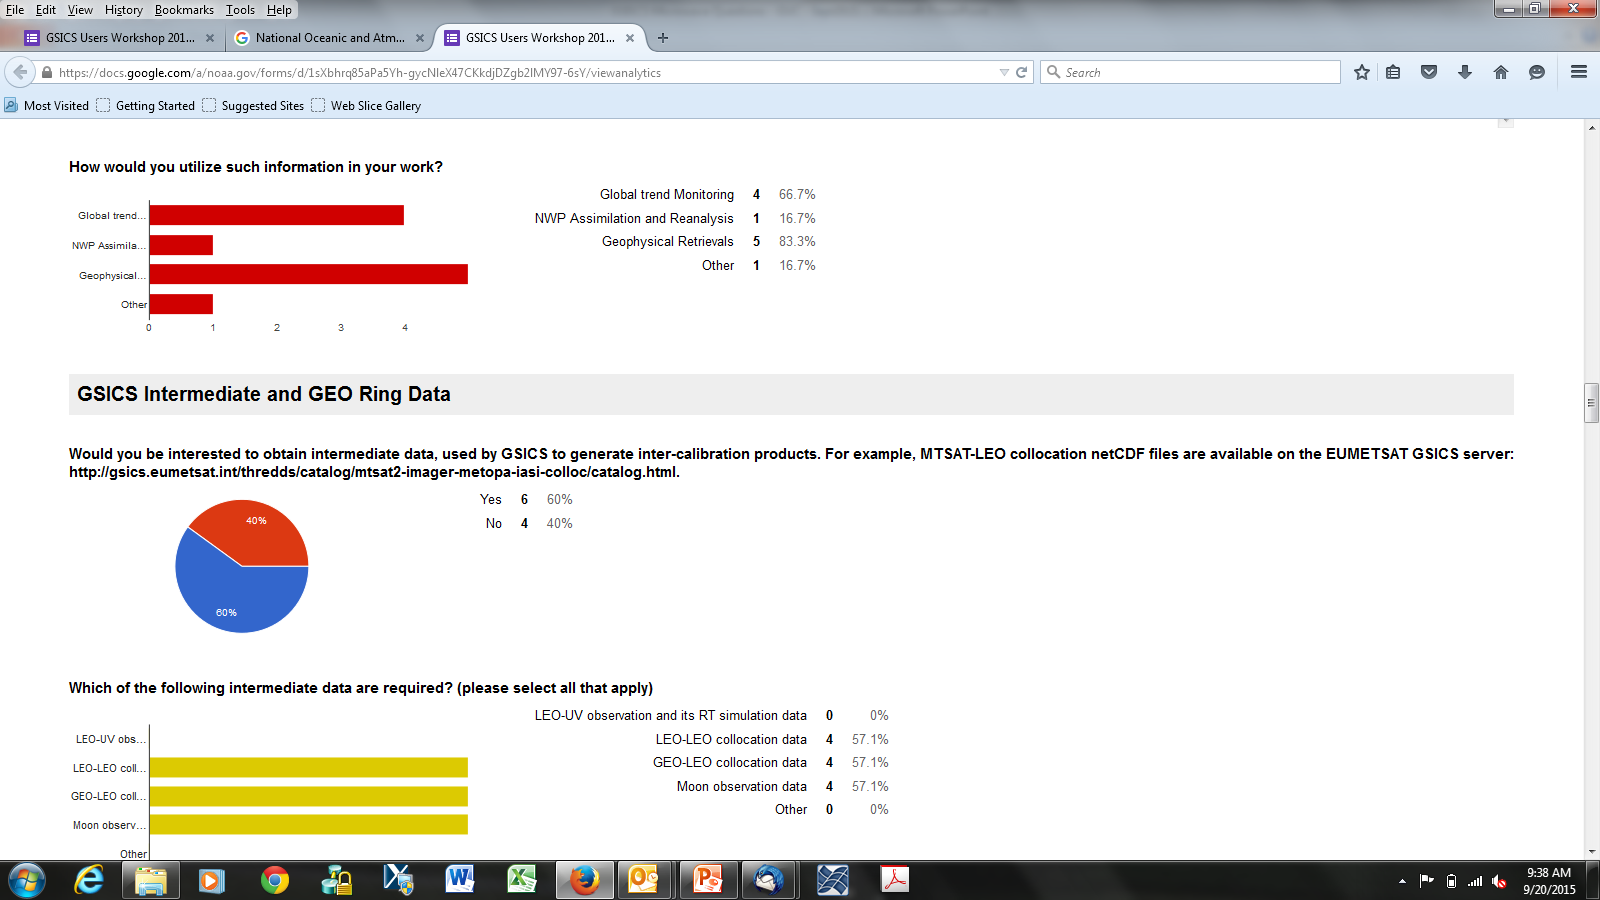 File Edit View History Bookmarks Tools Help
GSICS Users Workshop 201... National Oceanic and Atm... GSICS Users Workshop 201...
https://docs.google.com/a/noaa.gov/forms/d/1sXbhrq85aPa5Yh-gycNIeX47CKkdjDZgb2IMY97-6sY/viewanalytics Search
Most Visited Getting Started Suggested Sites Web Slice Gallery
How would you utilize such information in your work?
Global trend...
NWP Assimila...
Geophysical...
Other
0 1 2 3 4
Global trend Monitoring 4 66.7%
NWP Assimilation and Reanalysis 1 16.7%
Geophysical Retrievals 5 83.3%
Other 1 16.7%
GSICS Intermediate and GEO Ring Data
Would you be interested to obtain intermediate data, used by GSICS to generate inter-calibration products. For example, MTSAT-LEO collocation netCDF files are available on the EUMETSAT GSICS server:
http://gsics.eumetsat.int/thredds/catalog/mtsat2-imager-metopa-iasi-colloc/catalog.html.
40%
60%
Yes 6 60%
No 4 40%
Which of the following intermediate data are required? (please select all that apply)
LEO-UV obs...
LEO-LEO coll...
GEO-LEO coll...
Moon observ...
Other
LEO-UV observation and its RT simulation data 0 0%
LEO-LEO collocation data 4 57.1%
GEO-LEO collocation data 4 57.1%
Moon observation data 4 57.1%
Other 0 0%
9:38 AM
9/20/2015